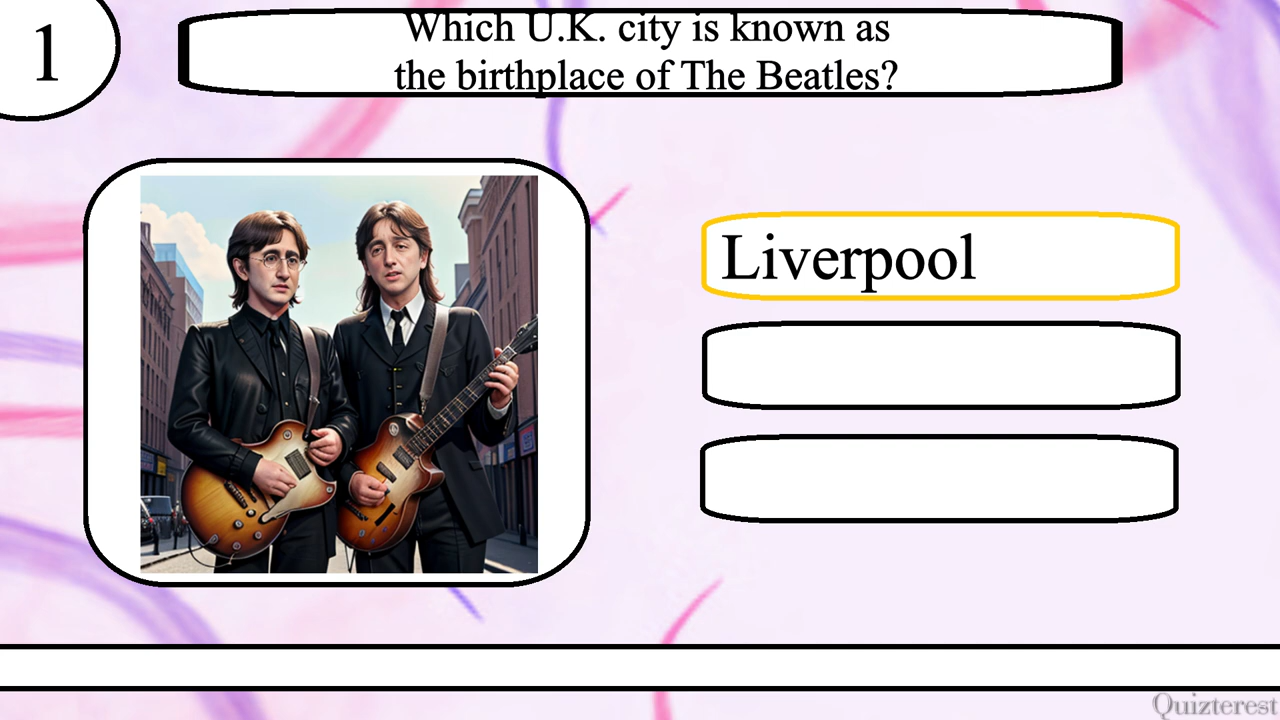 1
Which U.K. city is known as
the birthplace of The Beatles?
Liverpool
Quizterest